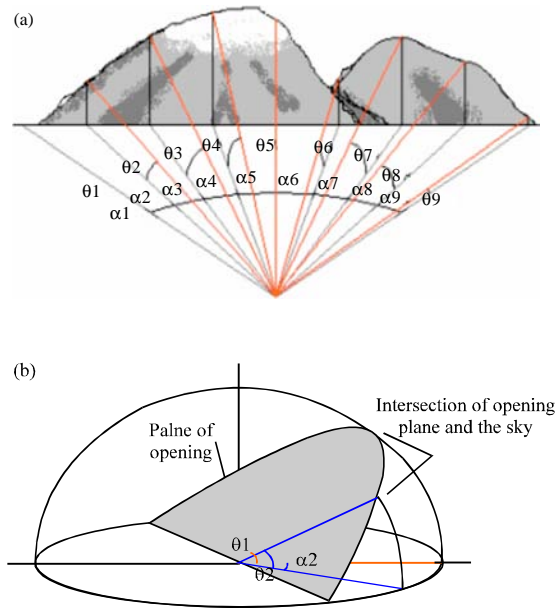 (a)
θ1 θ2 θ3 θ4 θ5 θ6 θ7 θ8 θ9
α1 α2 α3 α4 α5 α6 α7 α8 α9
(b)
Intersection of opening
plane and the sky
Palne of
opening
θ1
θ2
α2